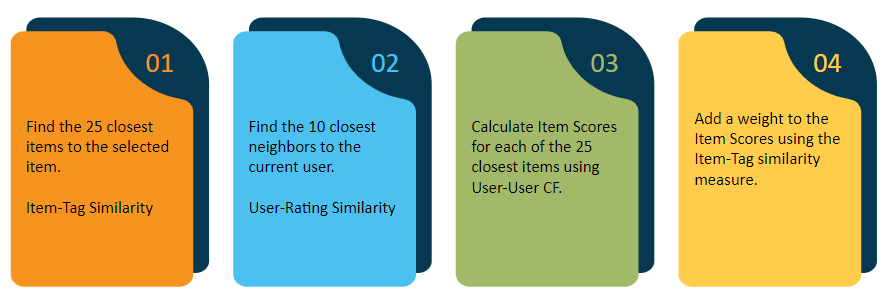 01
Find the 25 closest
items to the selected
item.
Item-Tag Similarity
02
Find the 10 closest
neighbors to the
current user.
User-Rating Similarity
03
Calculate Item Scores
for each of the 25
closest items using
User-User CF.
04
Add a weight to the
Item Scores using the
Item-Tag similarity
measure.